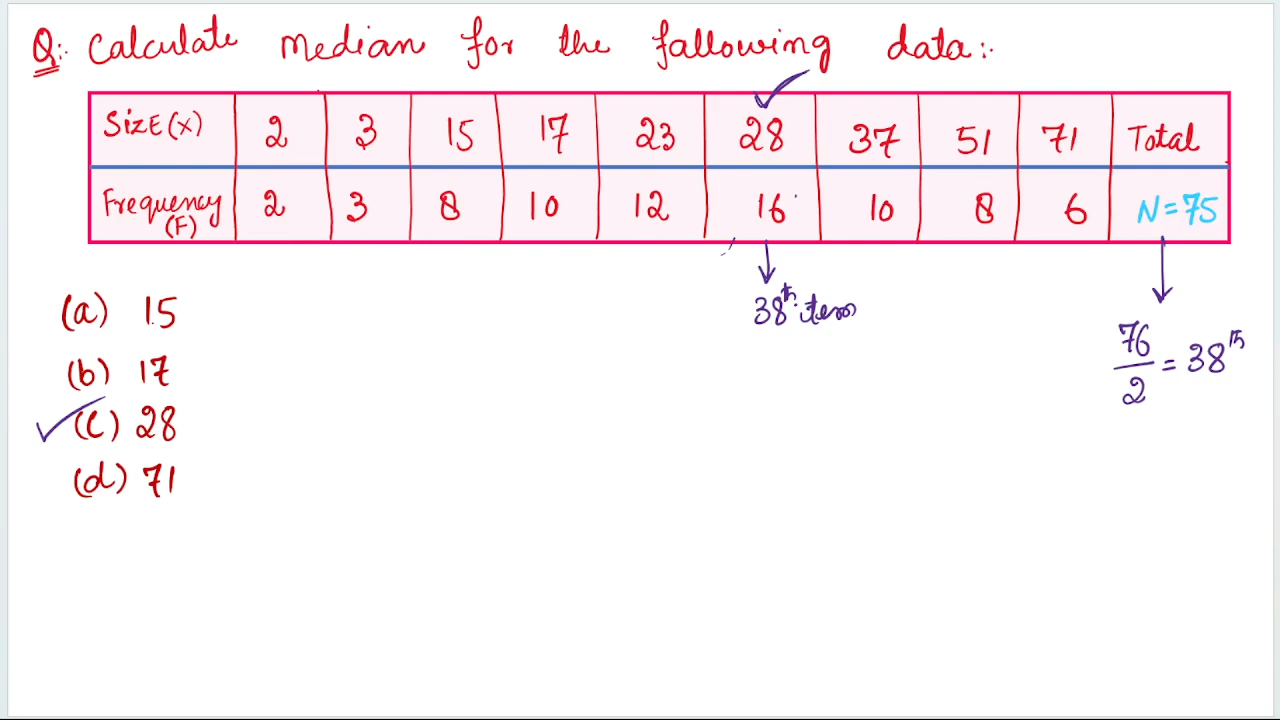 Q:. Calculate median for the fallowing data:.
SizE(x) 2 3 15 17 23 28 37 51 71 Total
Frequency (F) 2 3 8 10 12 16 10 8 6 N=75
38th item
76/2 = 38th
(a) 15
(b) 17
(c) 28
(d) 71